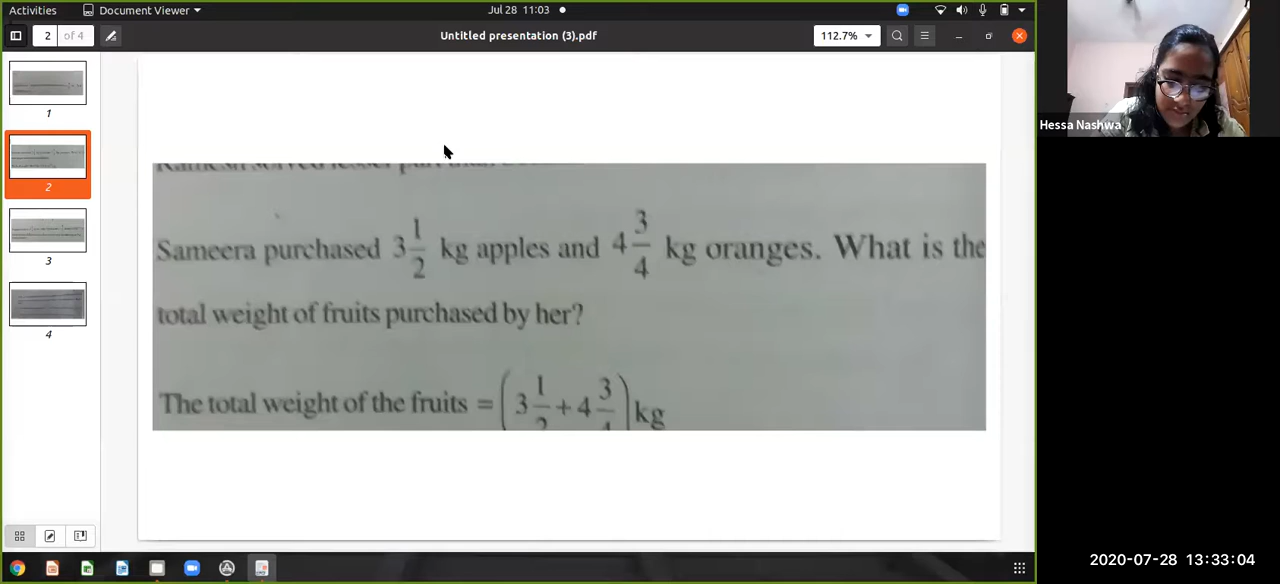 Activities
Document Viewer
Jul 28 11:03
2 of 4
Untitled presentation (3).pdf
112.7%
1
2
3
4
Sameera purchased 3 1/2 kg apples and 4 3/4 kg oranges. What is the
total weight of fruits purchased by her?
The total weight of the fruits = (3 1/2 + 4 3/4) kg
Hessa Nashwa
2020-07-28 13:33:04